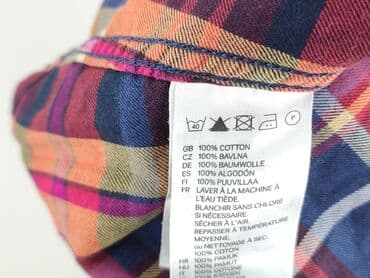 40 P
GB 100% COTTON
CZ 100% BAVLNA
DE 100% BAUMWOLLE
ES 100% ALGODÓN
FI 100% PUUVILLAA
FR LAVER À LA MACHINE À
L'EAU TIÈDE.
BLANCHIR SANS CHLORE
SI NÉCESSAIRE.
SÉCHER À L'AIR.
REPASSER À TEMPÉRATURE
MOYENNE.
OU NETTOYAGE À SEC.
100% COTON
HR 100% PAMUK
HU 100% PAMUT